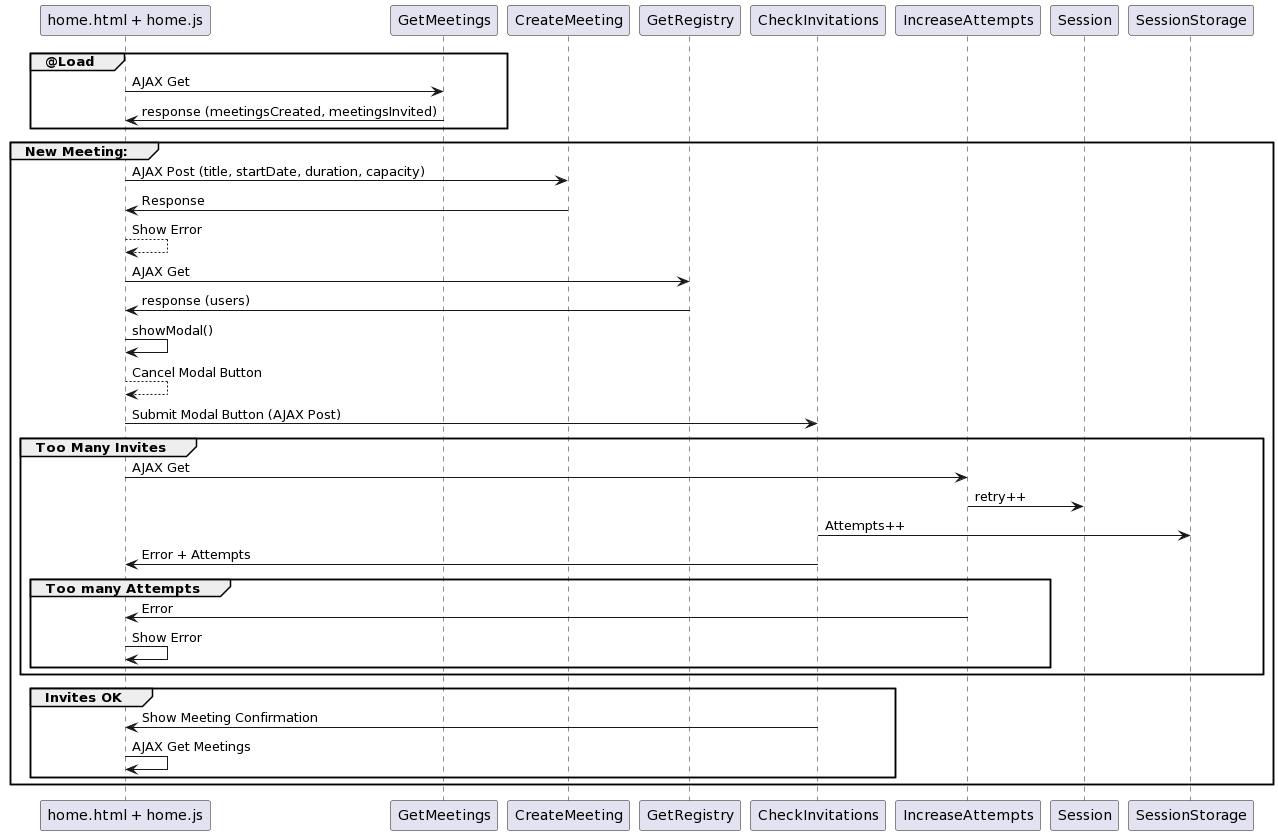 home.html + home.js GetMeetings CreateMeeting GetRegistry CheckInvitations IncreaseAttempts Session SessionStorage
@Load
AJAX Get
response (meetingsCreated, meetingsInvited)
New Meeting:
AJAX Post (title, startDate, duration, capacity)
Response
Show Error
AJAX Get
response (users)
showModal()
Cancel Modal Button
Submit Modal Button (AJAX Post)
Too Many Invites
AJAX Get
retry++
Attempts++
Error + Attempts
Too many Attempts
Error
Show Error
Invites OK
Show Meeting Confirmation
AJAX Get Meetings
home.html + home.js GetMeetings CreateMeeting GetRegistry CheckInvitations IncreaseAttempts Session SessionStorage